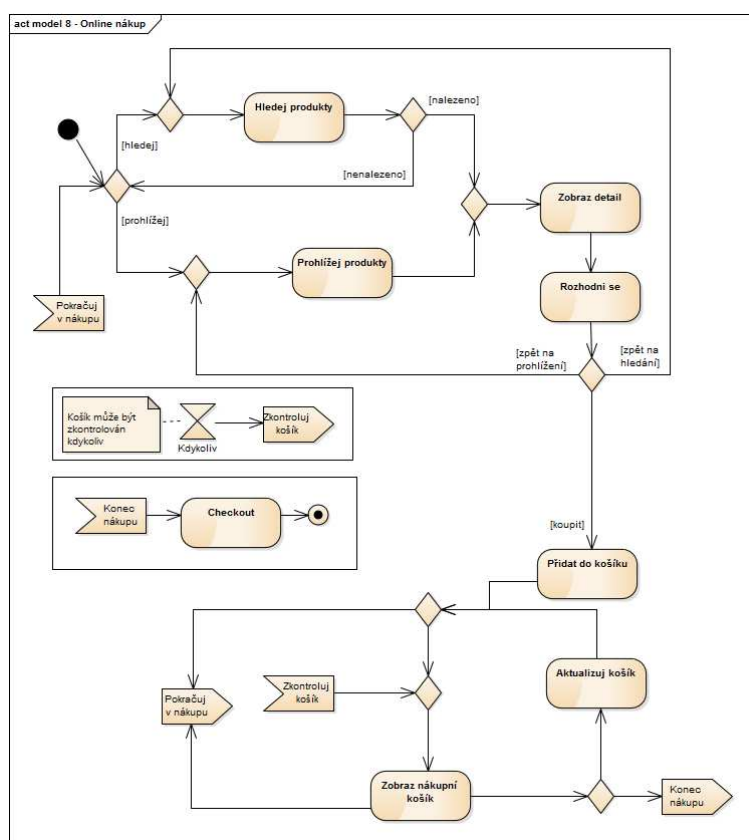 act model 8 - Online nákup
Hledej produkty
[nalezeno]
[hledej]
[nenalezeno]
[prohlížej]
Zobraz detail
Prohlížej produkty
Rozhodni se
Pokračuj
v nákupu
[zpět na
prohlížení]
[zpět na
hledání]
Košík může být
zkontrolován
kdykoliv
Kdykoliv
Zkontroluj
košík
Konec
nákupu
Checkout
[koupit]
Přidat do košíku
Aktualizuj košík
Pokračuj
v nákupu
Zkontroluj
košík
Zobraz nákupní
košík
Konec
nákupu